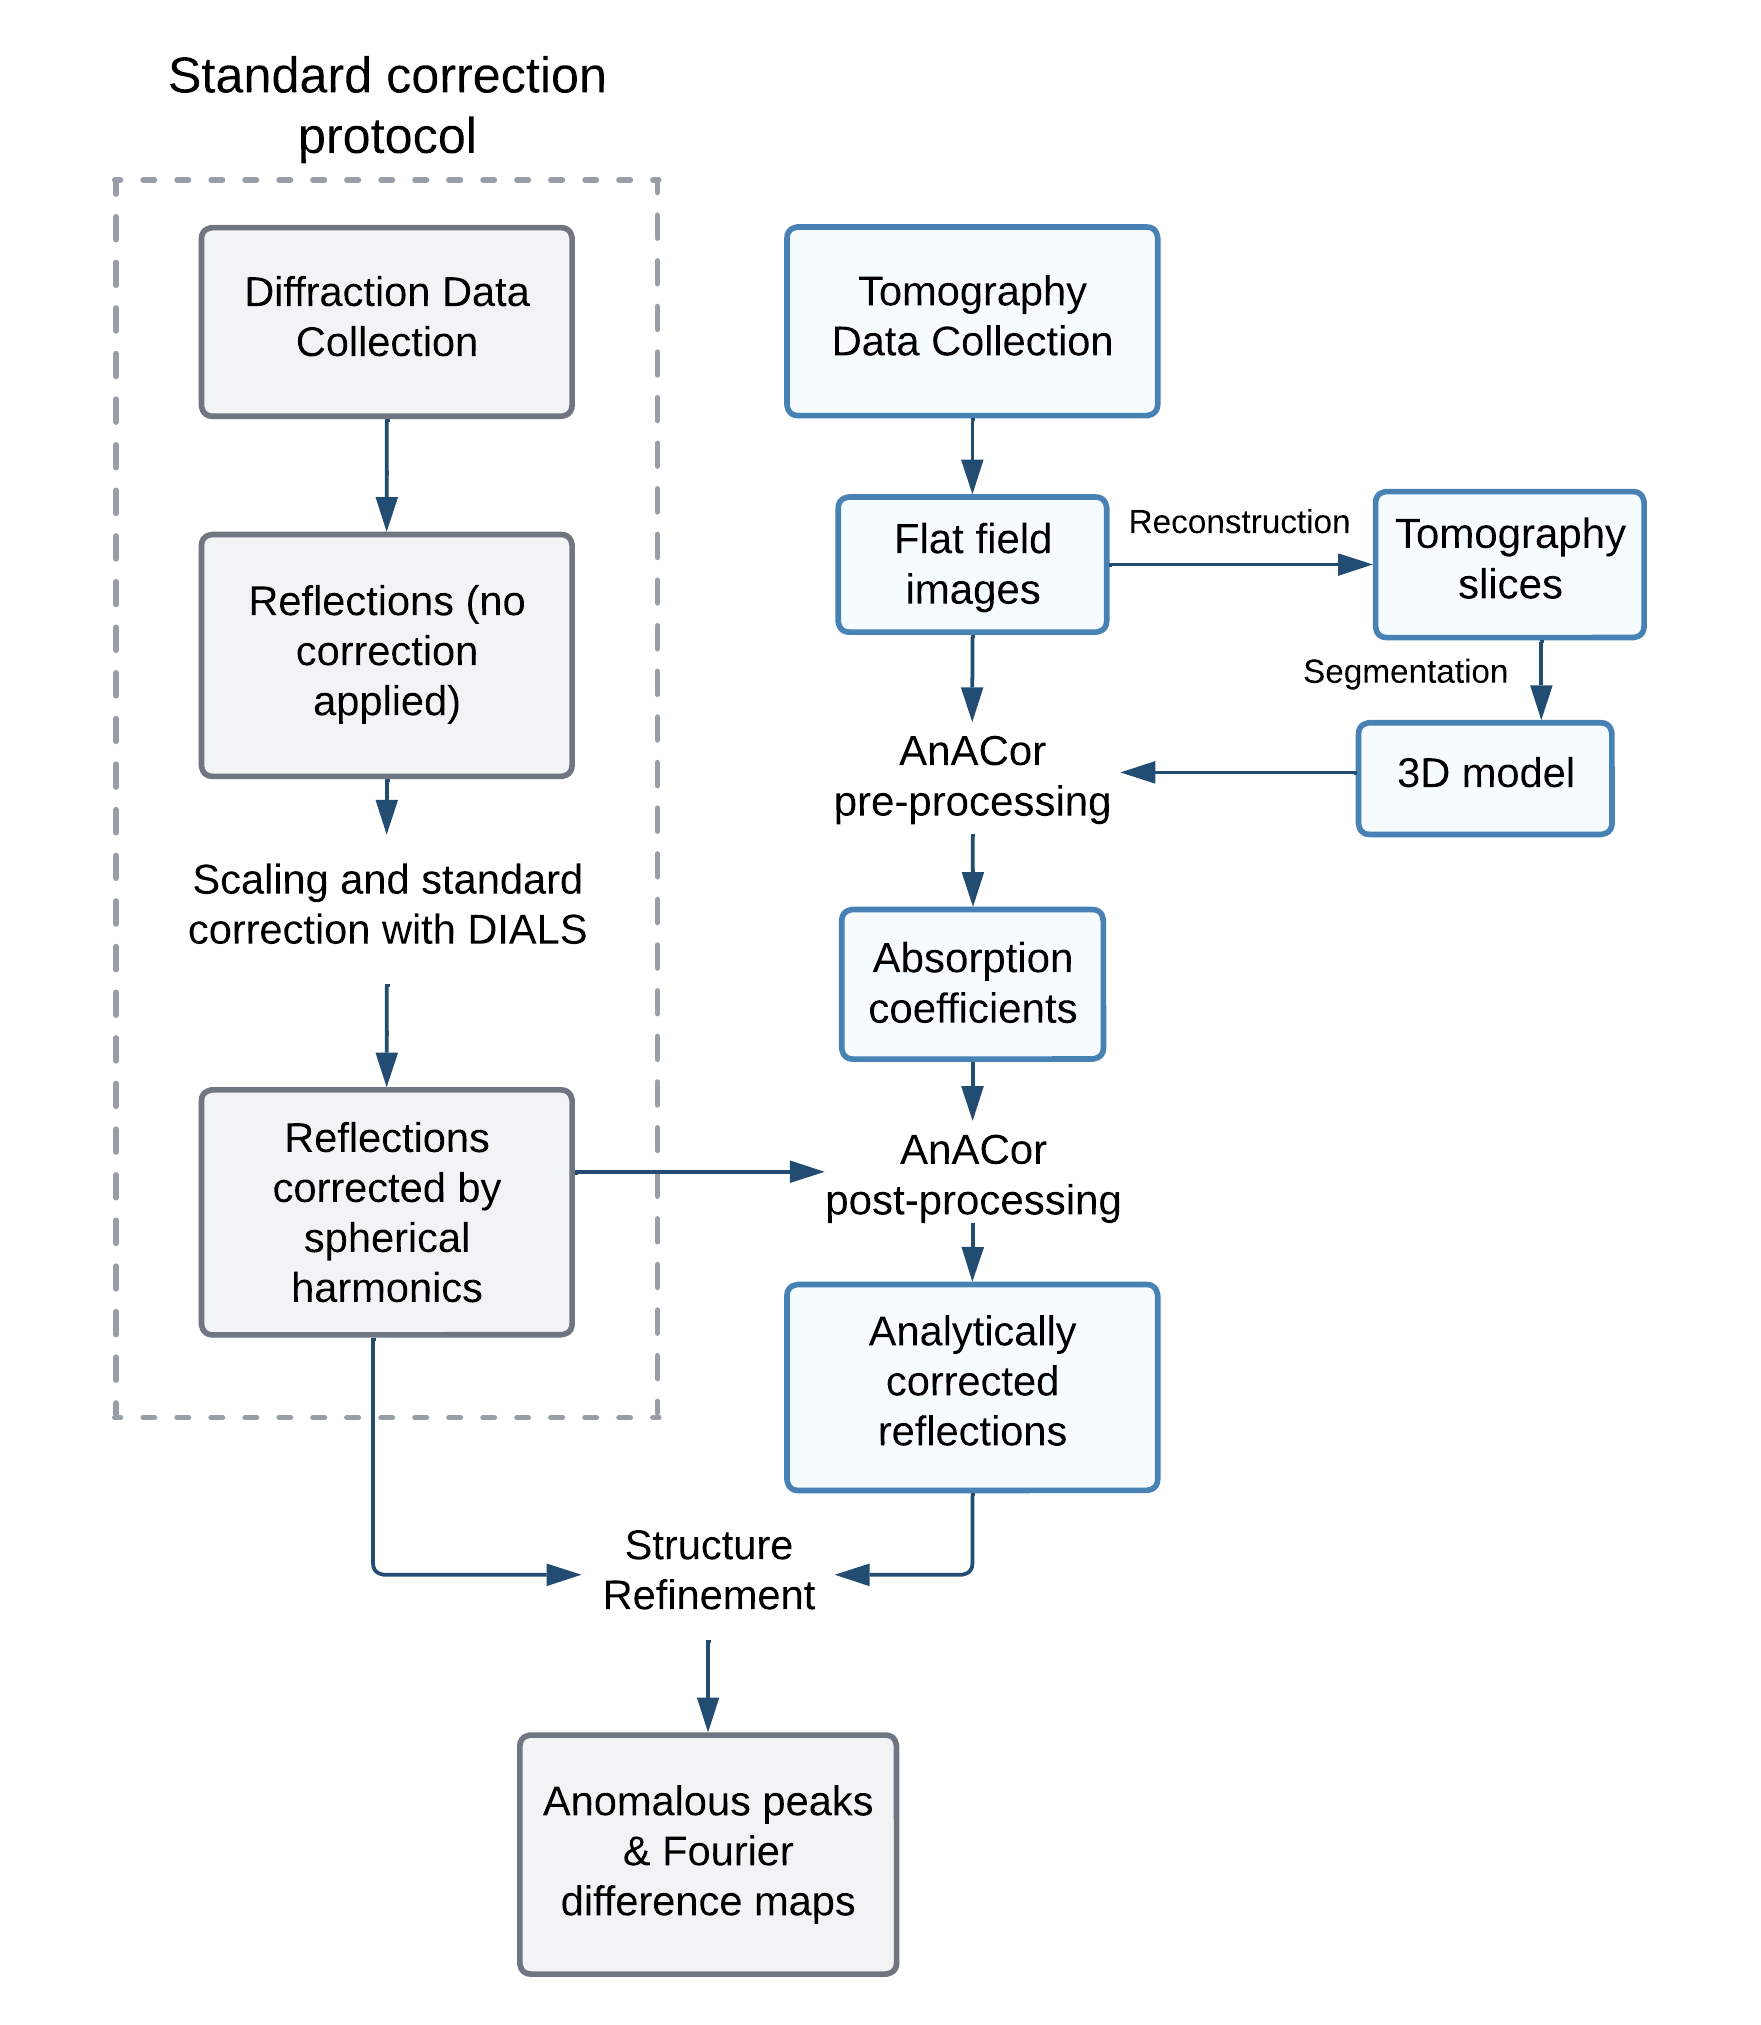 Standard correction
protocol
Diffraction Data
Collection
Reflections (no
correction
applied)
Scaling and standard
correction with DIALS
Reflections
corrected by
spherical
harmonics
Tomography
Data Collection
Flat field
images
Reconstruction
Tomography
slices
Segmentation
3D model
AnACor
pre-processing
Absorption
coefficients
AnACor
post-processing
Analytically
corrected
reflections
Structure
Refinement
Anomalous peaks
& Fourier
difference maps